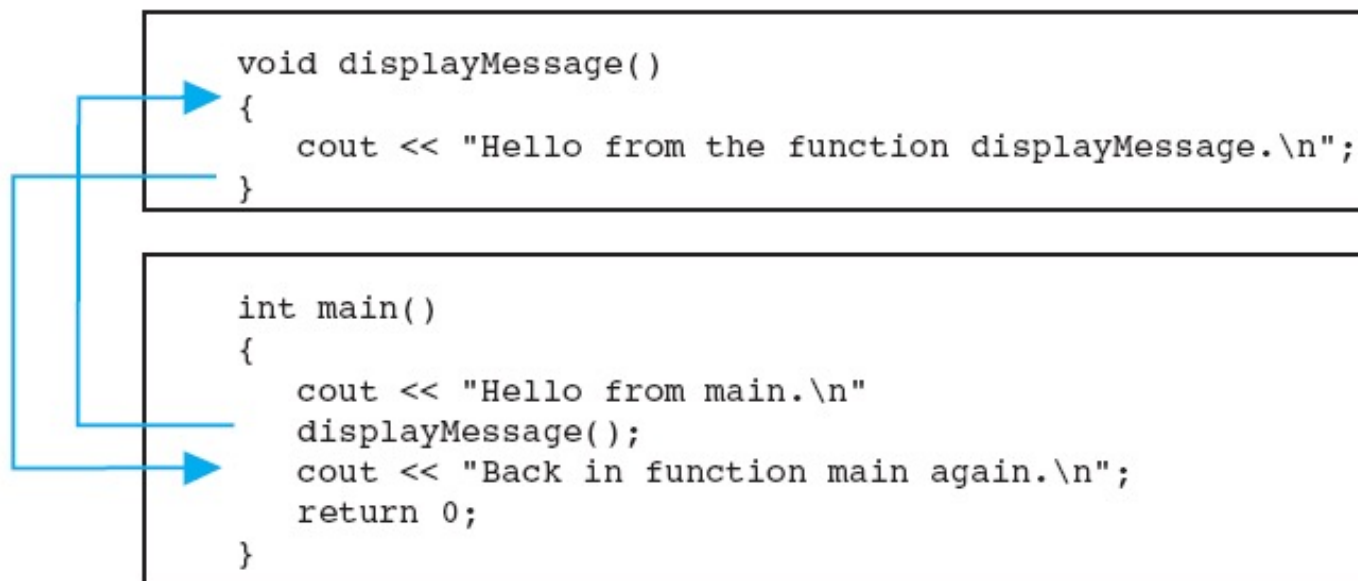 void displayMessage()
{
   cout << "Hello from the function displayMessage.\n";
}
int main()
{
   cout << "Hello from main.\n"
   displayMessage();
   cout << "Back in function main again.\n";
   return 0;
}